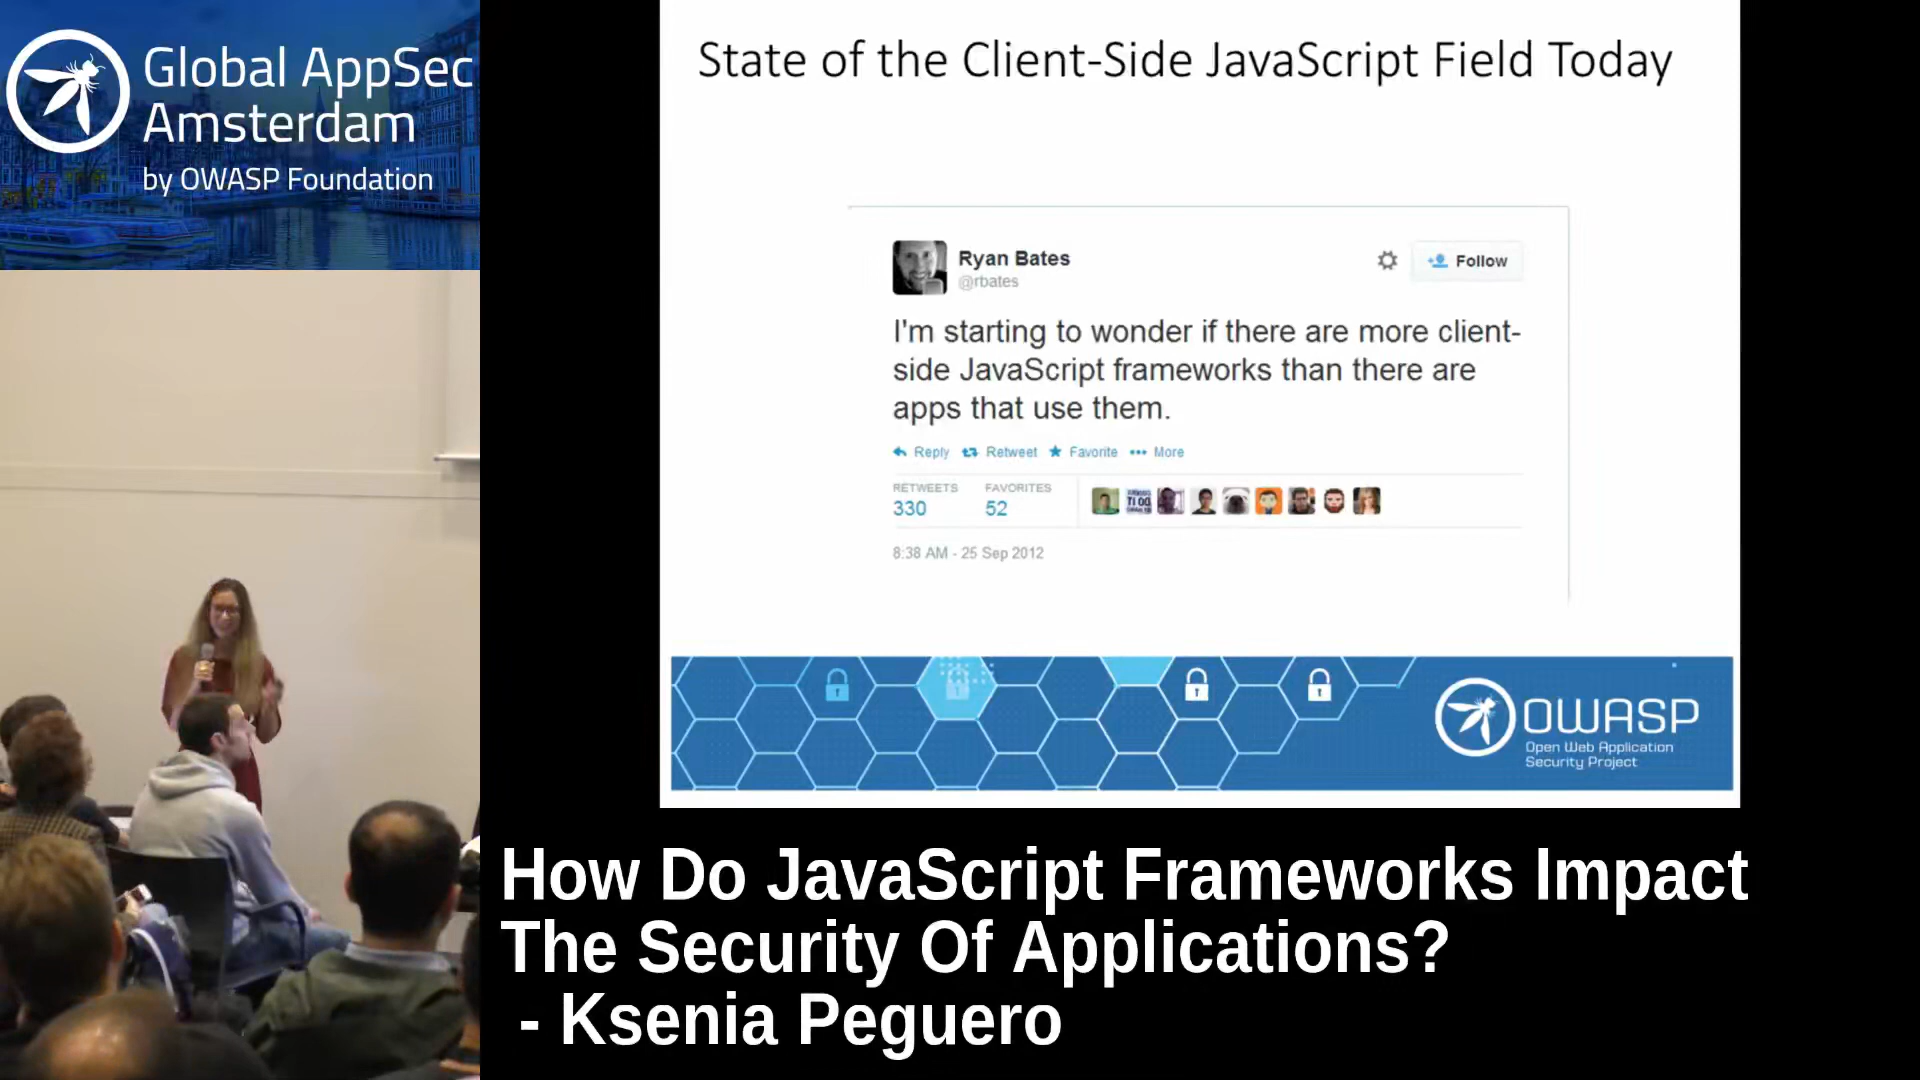 Global AppSec
Amsterdam
by OWASP Foundation
State of the Client-Side JavaScript Field Today
Ryan Bates
@rbates
Follow
I'm starting to wonder if there are more client-
side JavaScript frameworks than there are
apps that use them.
Reply Retweet Favorite More
RETWEETS FAVORITES
330 52
8:38 AM - 25 Sep 2012
OWASP
Open Web Application
Security Project
How Do JavaScript Frameworks Impact
The Security Of Applications?
- Ksenia Peguero